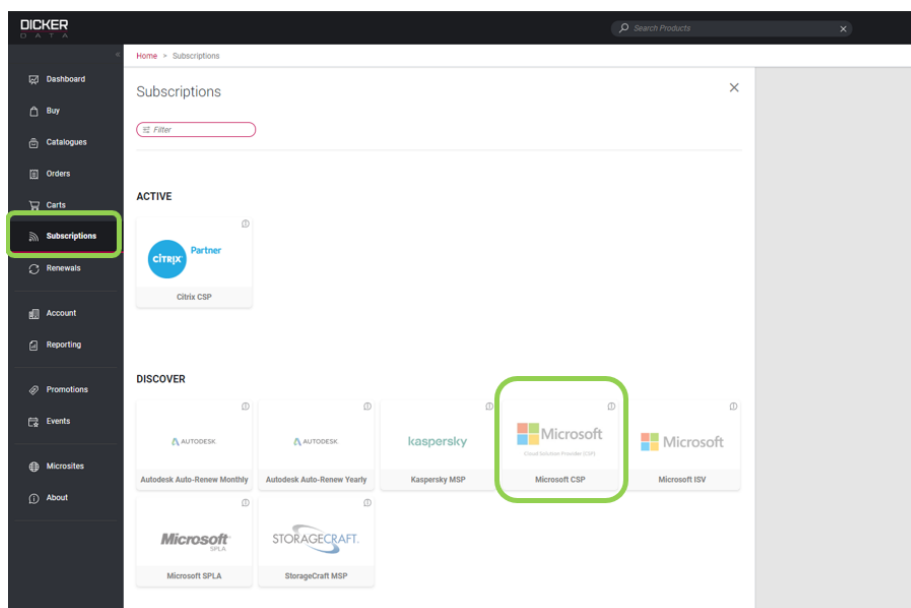 DICKER
DATA
Search Products
Home > Subscriptions
Dashboard
Buy
Catalogues
Orders
Carts
Subscriptions
Renewals
Account
Reporting
Promotions
Events
Microsites
About
Subscriptions
Filter
ACTIVE
CITRIX Partner
Citrix CSP
DISCOVER
AUTODESK
Autodesk Auto-Renew Monthly
AUTODESK
Autodesk Auto-Renew Yearly
kaspersky
Kaspersky MSP
Microsoft
Cloud Solution Provider (CSP)
Microsoft CSP
Microsoft
Microsoft ISV
Microsoft
SPLA
Microsoft SPLA
STORAGECRAFT.
StorageCraft MSP